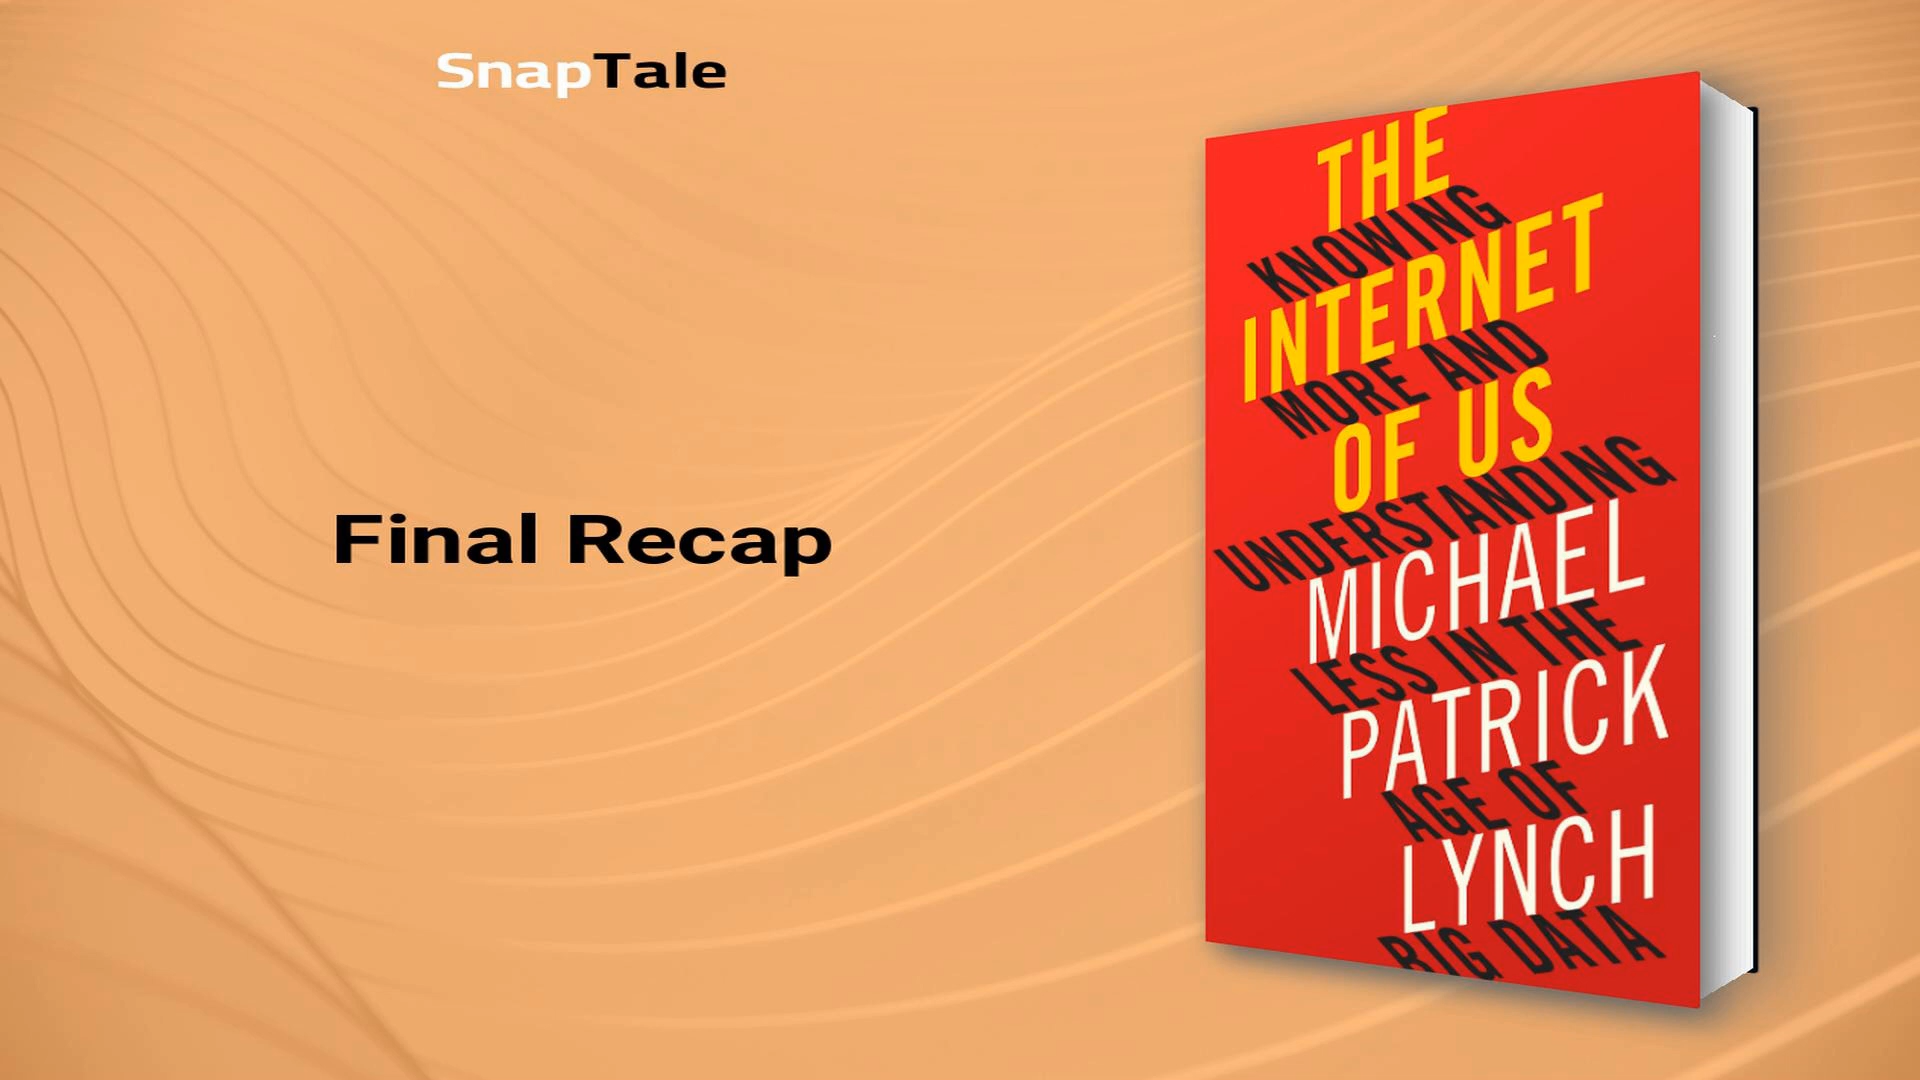 SnapTale
Final Recap
THE
KNOWING
INTERNET
MORE AND
OF US
UNDERSTANDING
MICHAEL
LESS IN THE
PATRICK
AGE OF
LYNCH
BIG DATA